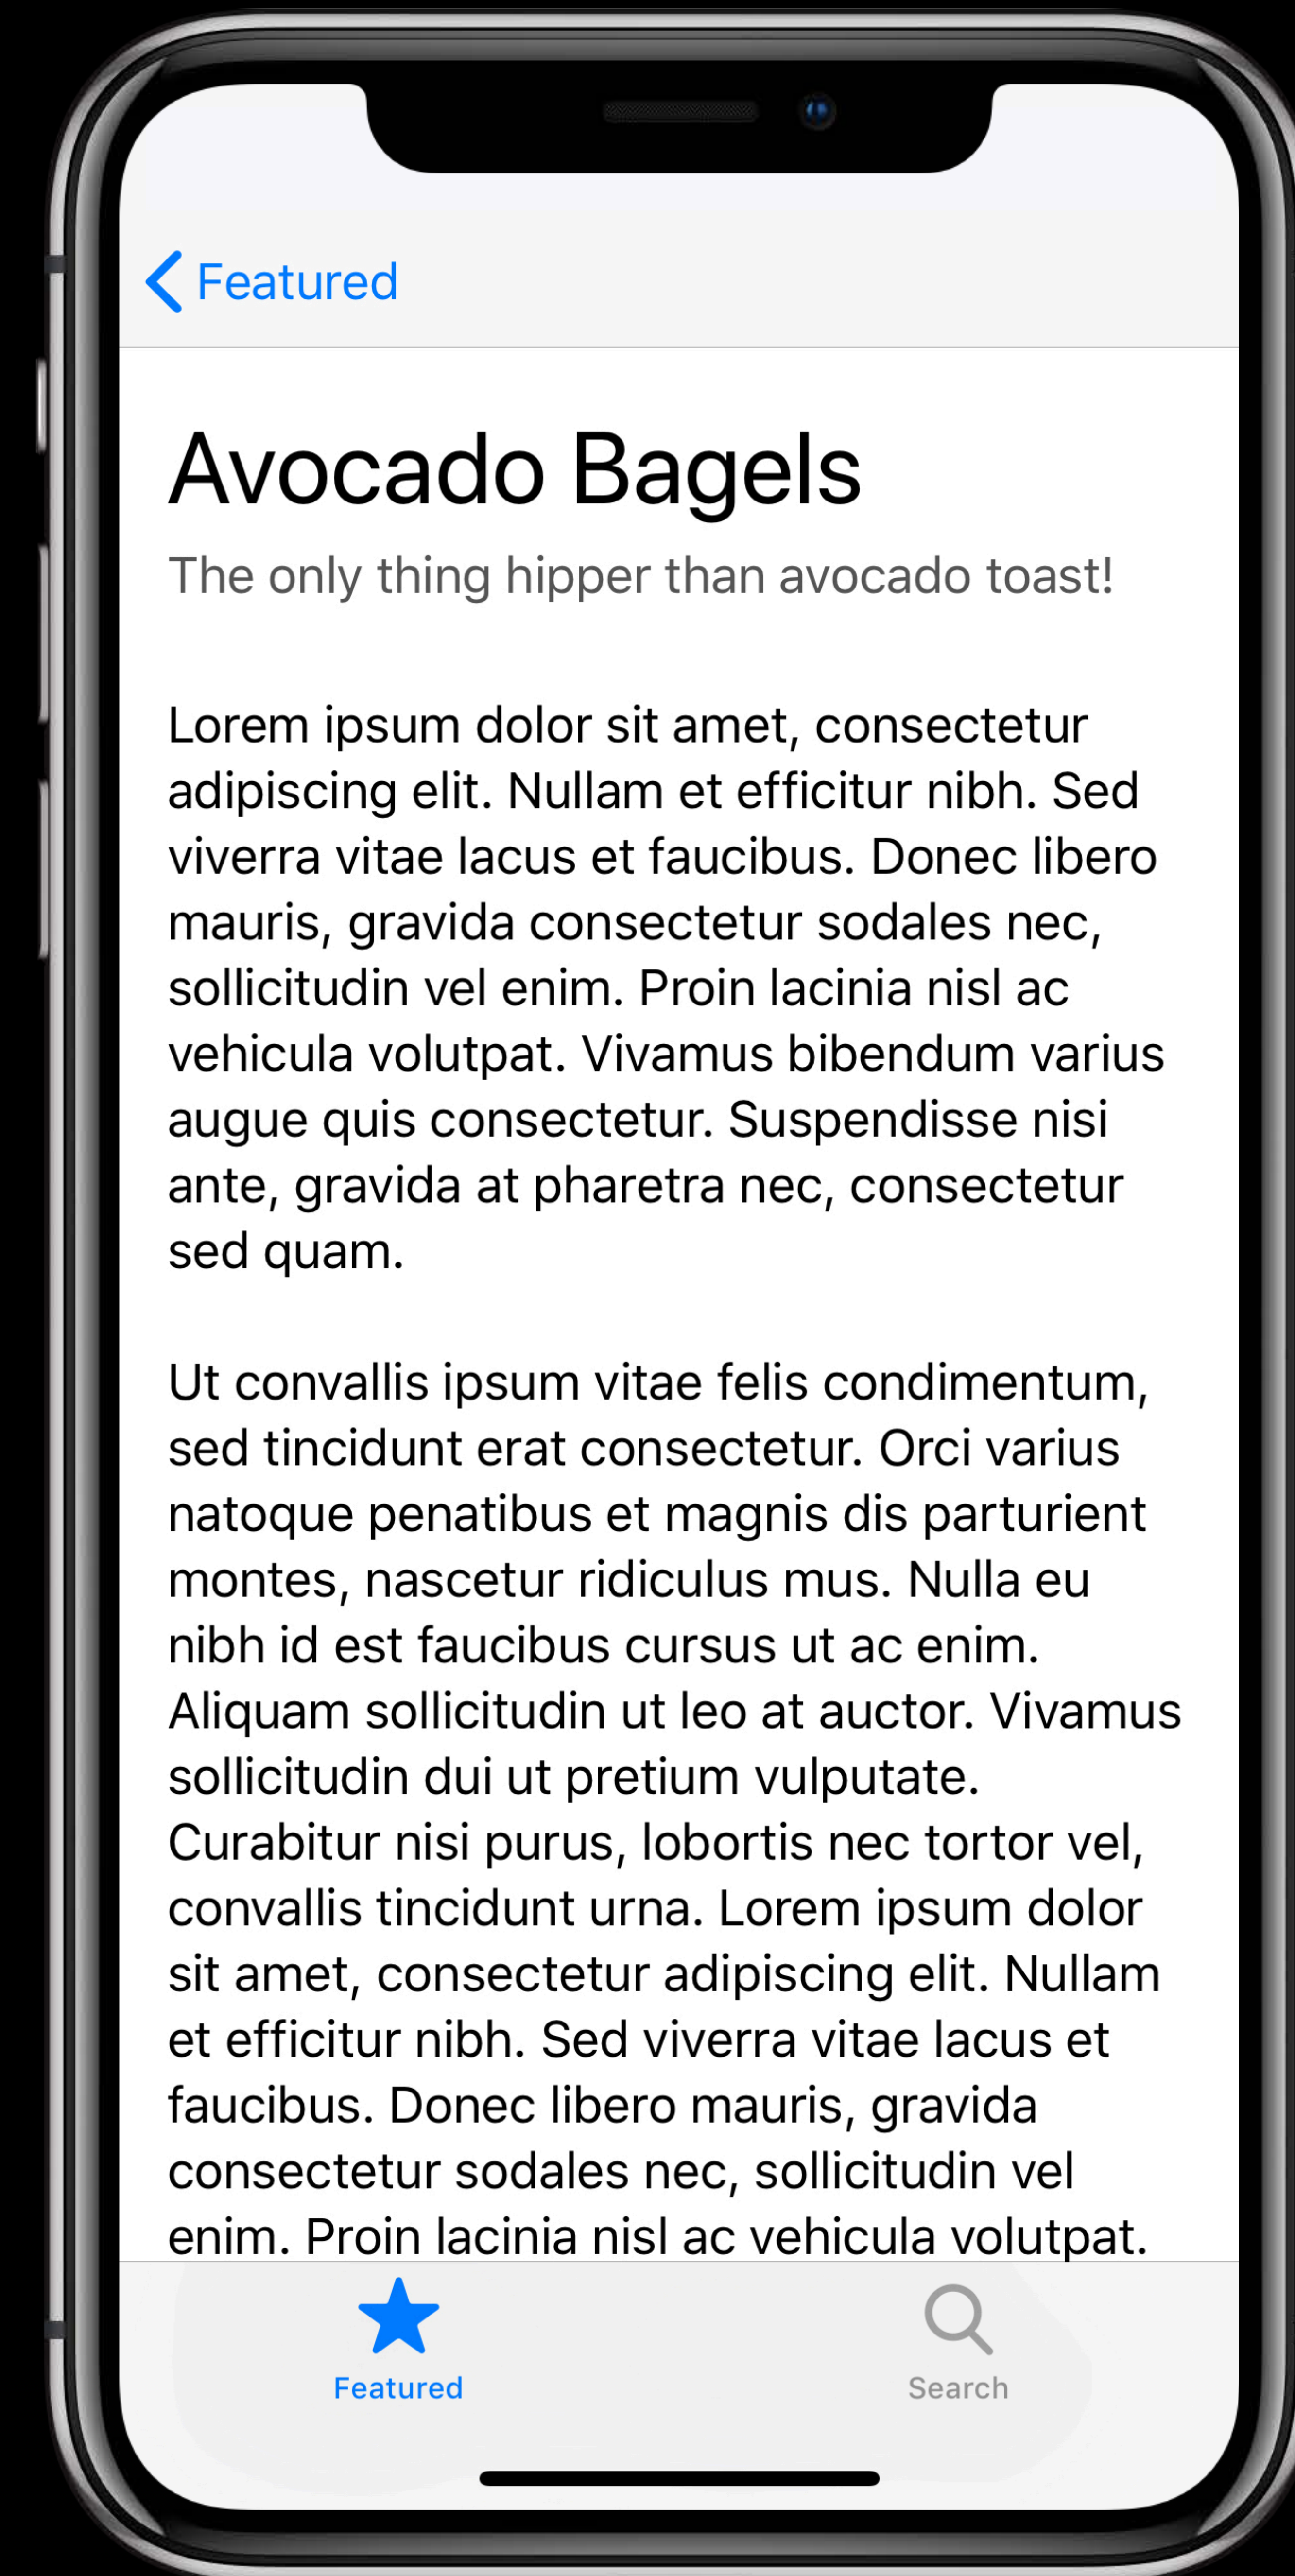 Featured
Avocado Bagels
The only thing hipper than avocado toast!
Lorem ipsum dolor sit amet, consectetur
adipiscing elit. Nullam et efficitur nibh. Sed
viverra vitae lacus et faucibus. Donec libero
mauris, gravida consectetur sodales nec,
sollicitudin vel enim. Proin lacinia nisl ac
vehicula volutpat. Vivamus bibendum varius
augue quis consectetur. Suspendisse nisi
ante, gravida at pharetra nec, consectetur
sed quam.
Ut convallis ipsum vitae felis condimentum,
sed tincidunt erat consectetur. Orci varius
natoque penatibus et magnis dis parturient
montes, nascetur ridiculus mus. Nulla eu
nibh id est faucibus cursus ut ac enim.
Aliquam sollicitudin ut leo at auctor. Vivamus
sollicitudin dui ut pretium vulputate.
Curabitur nisi purus, lobortis nec tortor vel,
convallis tincidunt urna. Lorem ipsum dolor
sit amet, consectetur adipiscing elit. Nullam
et efficitur nibh. Sed viverra vitae lacus et
faucibus. Donec libero mauris, gravida
consectetur sodales nec, sollicitudin vel
enim. Proin lacinia nisl ac vehicula volutpat.
Featured
Search